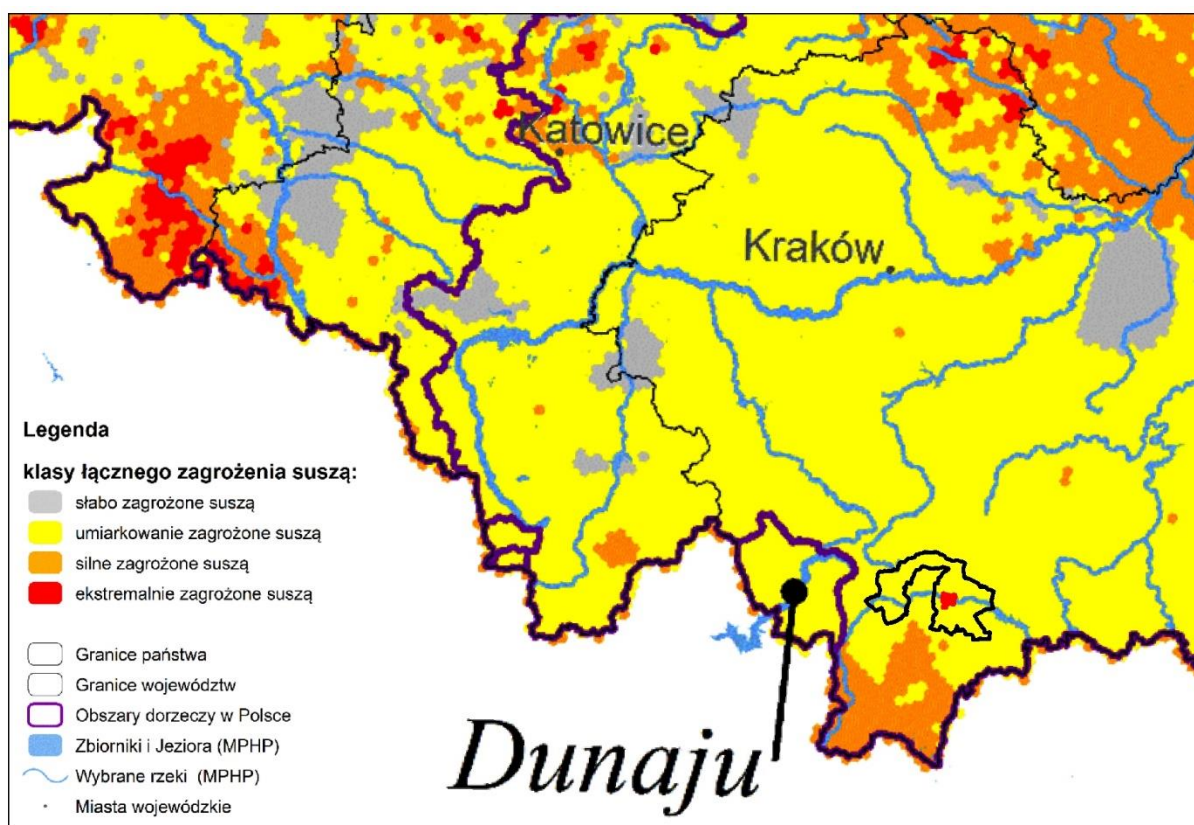 Katowice
Kraków
Legenda
klasy łącznego zagrożenia suszą:
słabo zagrożone suszą
umiarkowanie zagrożone suszą
silne zagrożone suszą
ekstremalnie zagrożone suszą
Granice państwa
Granice województw
Obszary dorzeczy w Polsce
Zbiorniki i Jeziora (MPHP)
Wybrane rzeki (MPHP)
Miasta wojewódzkie
Dunaju